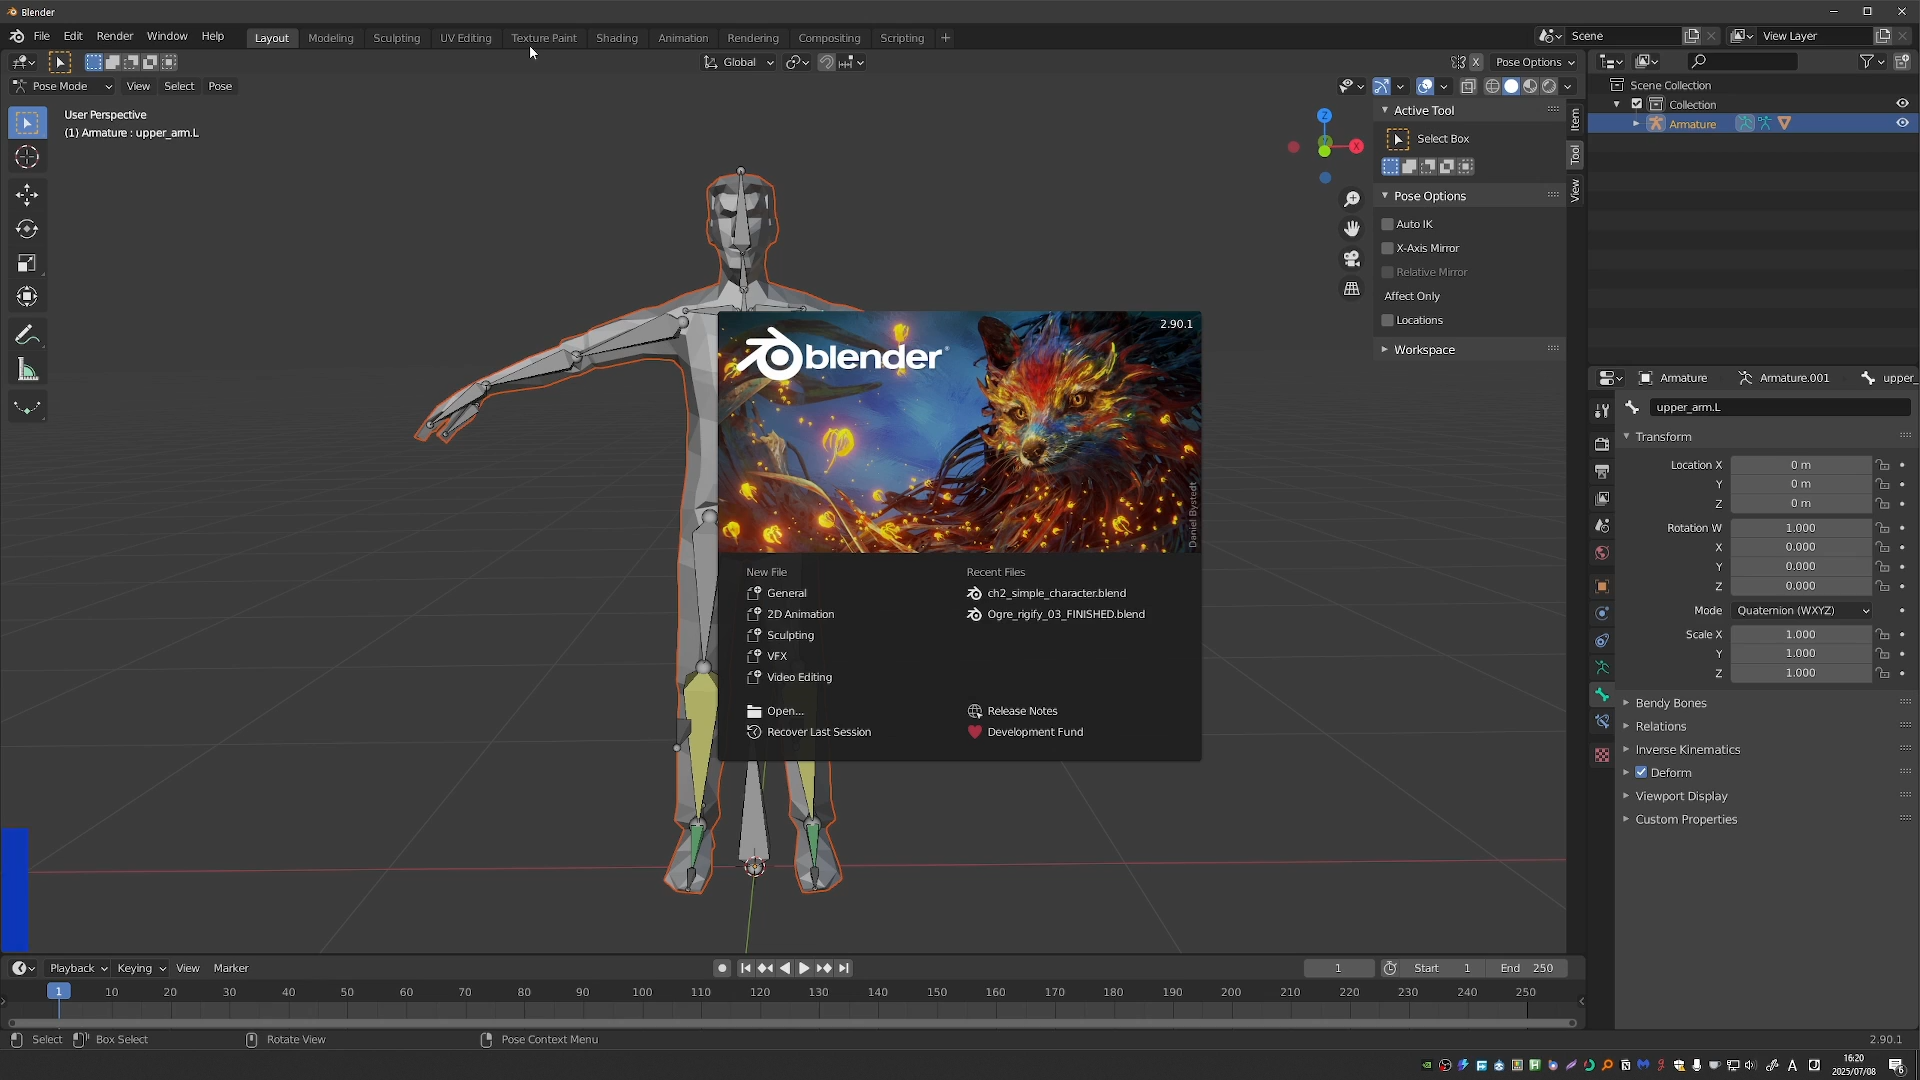 Blender
File Edit Render Window Help Layout Modeling Sculpting UV Editing Texture Paint Shading Animation Rendering Compositing Scripting + Scene View Layer
Global X Pose Options
Pose Mode View Select Pose
User Perspective
(1) Armature : upper_arm.L
Z
X
Active Tool
Select Box
Pose Options
Auto IK
X-Axis Mirror
Relative Mirror
Affect Only
Locations
Workspace
Item
Tool
View
Scene Collection
Collection
Armature
2.90.1
blender
Daniel Bystedt
New File
General
2D Animation
Sculpting
VFX
Video Editing
Open...
Recover Last Session
Recent Files
ch2_simple_character.blend
Ogre_rigify_03_FINISHED.blend
Release Notes
Development Fund
Armature Armature.001 upper_
upper_arm.L
Transform
Location X 0 m
Y 0 m
Z 0 m
Rotation W 1.000
X 0.000
Y 0.000
Z 0.000
Mode Quaternion (WXYZ)
Scale X 1.000
Y 1.000
Z 1.000
Bendy Bones
Relations
Inverse Kinematics
Deform
Viewport Display
Custom Properties
Playback Keying View Marker 1 Start 1 End 250
1 10 20 30 40 50 60 70 80 90 100 110 120 130 140 150 160 170 180 190 200 210 220 230 240 250
Select Box Select Rotate View Pose Context Menu 2.90.1
A
16:20
2025/07/08
6